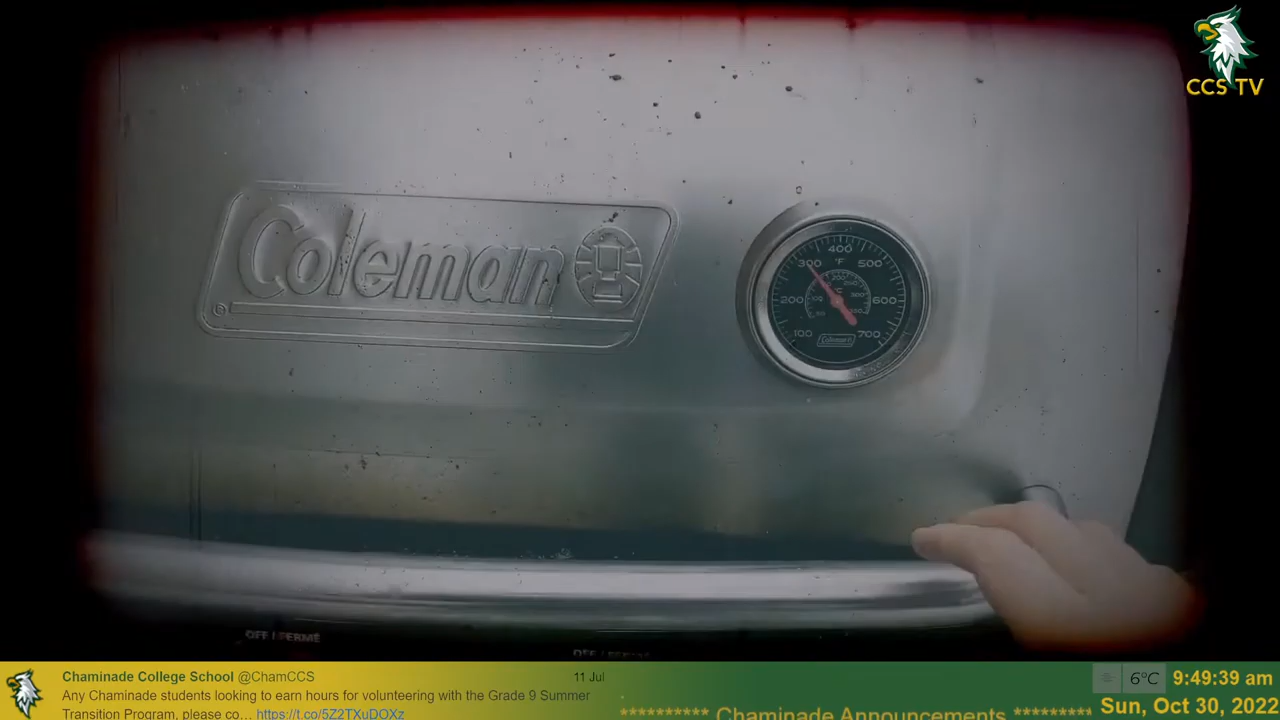 CCS TV
Coleman
400
°F
300
500
200
600
100
700
Coleman
OFF | FERMÉ
Chaminade College School @ChamCCS
11 Jul
Any Chaminade students looking to earn hours for volunteering with the Grade 9 Summer
Transition Program, please co… https://t.co/5Z2TXuDOXz
********** Chaminade Announcements **********
6°C
9:49:39 am
Sun, Oct 30, 2022